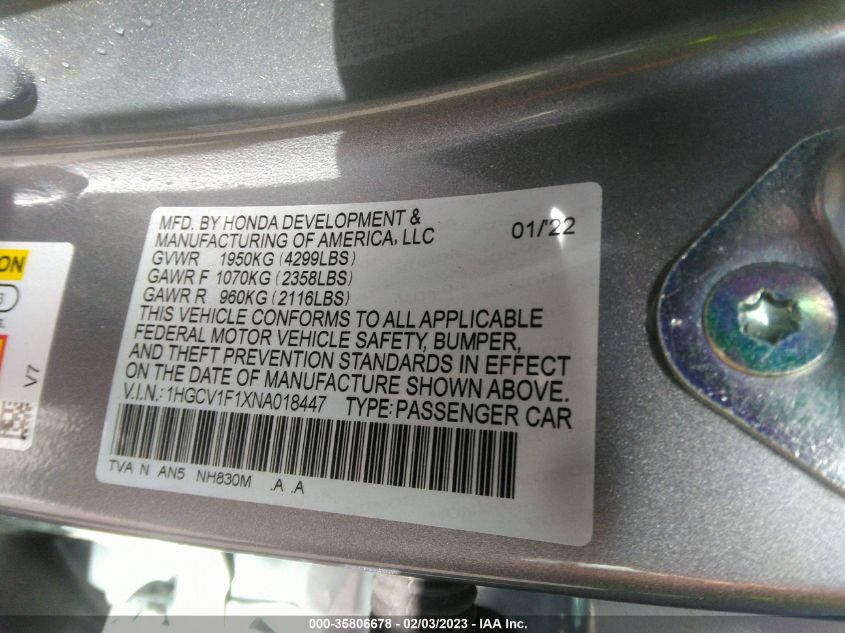 MFD. BY HONDA DEVELOPMENT &
MANUFACTURING OF AMERICA, LLC
01/'22
GVWR 1950KG (4299LBS)
GAWR F 1070KG (2358LBS)
GAWR R 960KG (2116LBS)
THIS VEHICLE CONFORMS TO ALL APPLICABLE
FEDERAL MOTOR VEHICLE SAFETY, BUMPER,
AND THEFT PREVENTION STANDARDS IN EFFECT
ON THE DATE OF MANUFACTURE SHOWN ABOVE.
V.I.N.: 1HGCV1F1XNA018447 TYPE: PASSENGER CAR
TVA N AN5 NH830M .A .A
V7
000-35806678 - 02/03/2023 - IAA Inc.